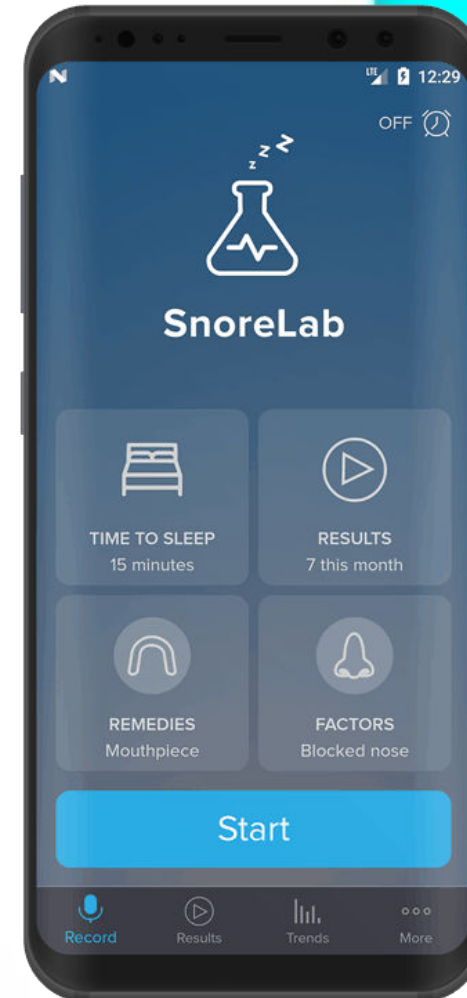 N
LTE
12:29
OFF
z z z
SnoreLab
TIME TO SLEEP
15 minutes
RESULTS
7 this month
REMEDIES
Mouthpiece
FACTORS
Blocked nose
Start
Record
Results
Trends
More